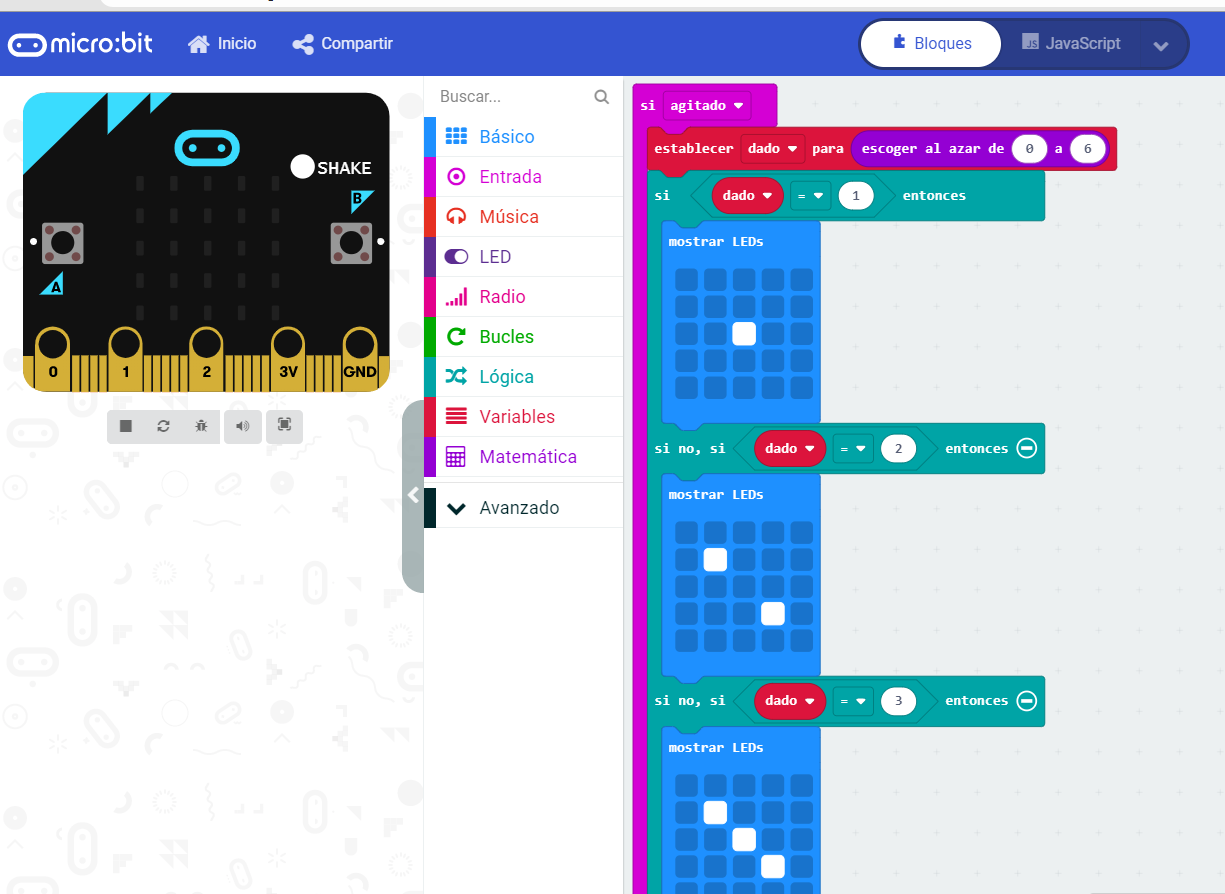 micro:bit Inicio Compartir Bloques JS JavaScript
SHAKE
B
A
0 1 2 3V GND
Buscar...
Básico
Entrada
Música
LED
Radio
Bucles
Lógica
Variables
Matemática
Avanzado
si agitado
establecer dado para escoger al azar de 0 a 6
si dado = 1 entonces
mostrar LEDs
si no, si dado = 2 entonces
mostrar LEDs
si no, si dado = 3 entonces
mostrar LEDs